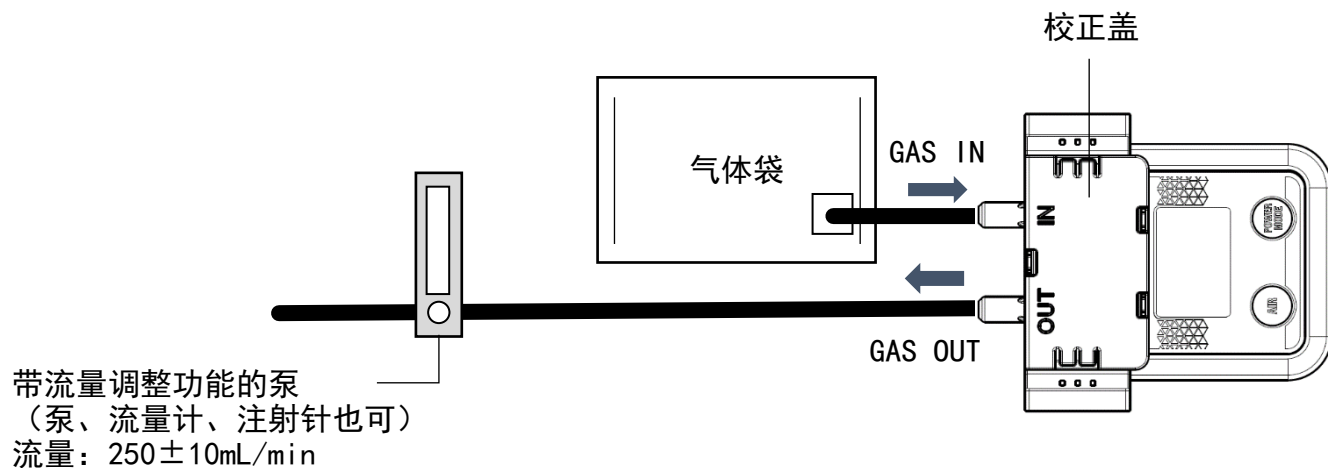 校正盖
气体袋
GAS IN
IN
POWER
MODE
OUT
AIR
GAS OUT
带流量调整功能的泵
（泵、流量计、注射针也可）
流量：250±10mL/min